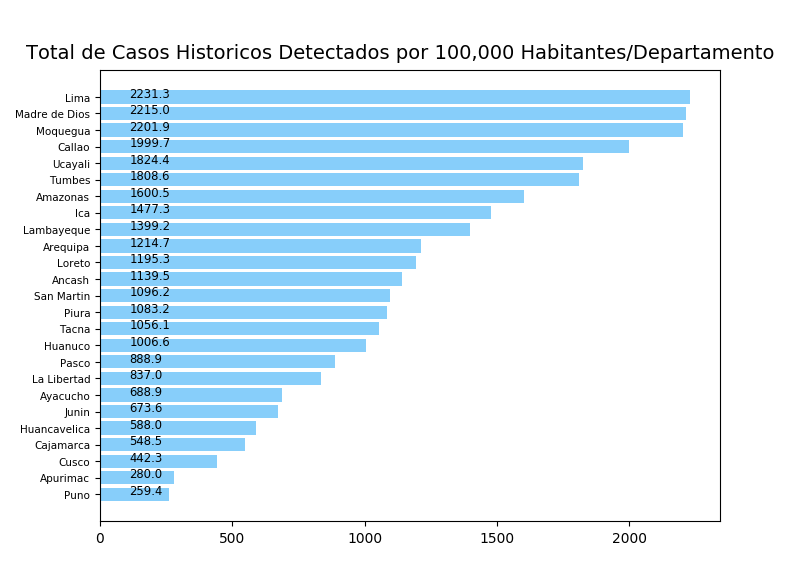 Total de Casos Historicos Detectados por 100,000 Habitantes/Departamento
Lima 2231.3
Madre de Dios 2215.0
Moquegua 2201.9
Callao 1999.7
Ucayali 1824.4
Tumbes 1808.6
Amazonas 1600.5
Ica 1477.3
Lambayeque 1399.2
Arequipa 1214.7
Loreto 1195.3
Ancash 1139.5
San Martin 1096.2
Piura 1083.2
Tacna 1056.1
Huanuco 1006.6
Pasco 888.9
La Libertad 837.0
Ayacucho 688.9
Junin 673.6
Huancavelica 588.0
Cajamarca 548.5
Cusco 442.3
Apurimac 280.0
Puno 259.4
0 500 1000 1500 2000